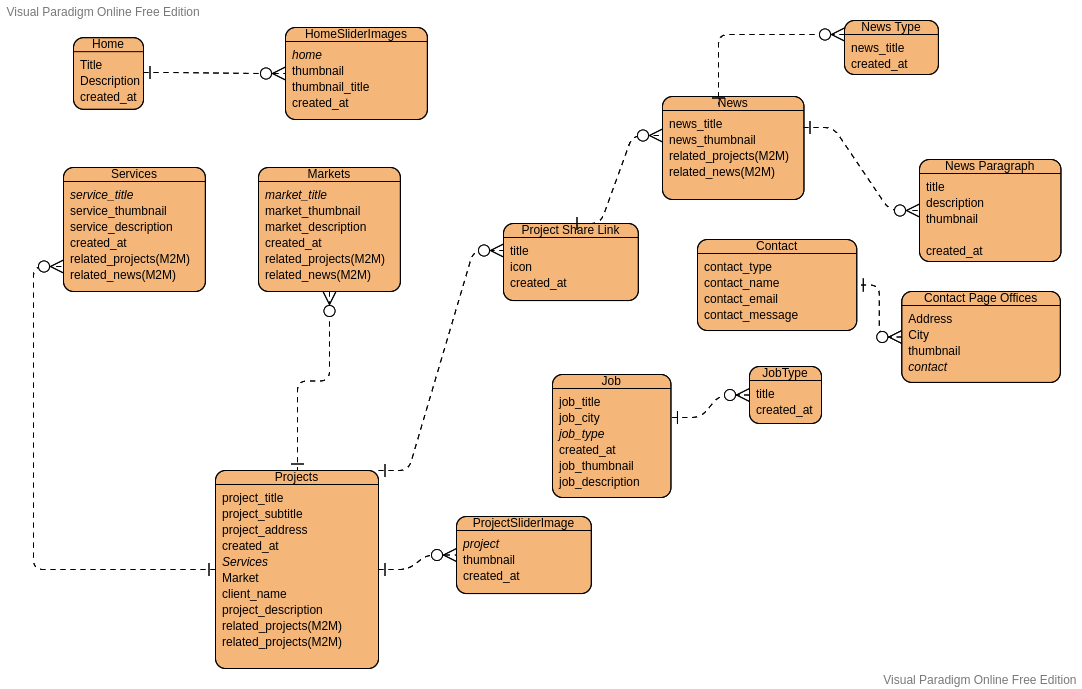 Visual Paradigm Online Free Edition
Home
Title
Description
created_at
HomeSliderImages
home
thumbnail
thumbnail_title
created_at
News Type
news_title
created_at
News
news_title
news_thumbnail
related_projects(M2M)
related_news(M2M)
Services
service_title
service_thumbnail
service_description
created_at
related_projects(M2M)
related_news(M2M)
Markets
market_title
market_thumbnail
market_description
created_at
related_projects(M2M)
related_news(M2M)
News Paragraph
title
description
thumbnail
created_at
Project Share Link
title
icon
created_at
Contact
contact_type
contact_name
contact_email
contact_message
Contact Page Offices
Address
City
thumbnail
contact
Job
job_title
job_city
job_type
created_at
job_thumbnail
job_description
JobType
title
created_at
Projects
project_title
project_subtitle
project_address
created_at
Services
Market
client_name
project_description
related_projects(M2M)
related_projects(M2M)
ProjectSliderImage
project
thumbnail
created_at
Visual Paradigm Online Free Edition